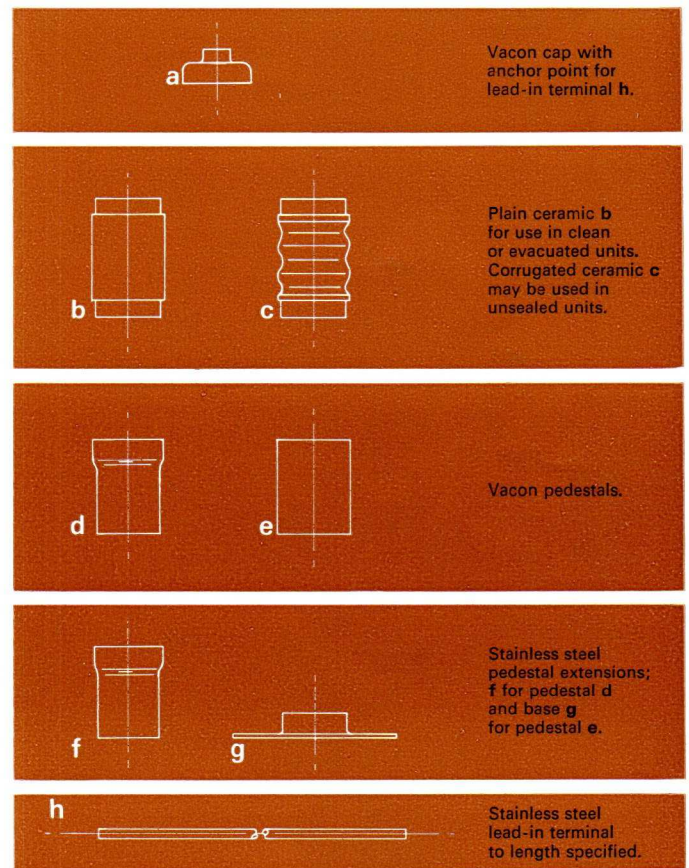 a
Vacon cap with
anchor point for
lead-in terminal h.
b
c
Plain ceramic b
for use in clean
or evacuated units.
Corrugated ceramic c
may be used in
unsealed units.
d
e
Vacon pedestals.
f
g
Stainless steel
pedestal extensions;
f for pedestal d
and base g
for pedestal e.
h
Stainless steel
lead-in terminal
to length specified.